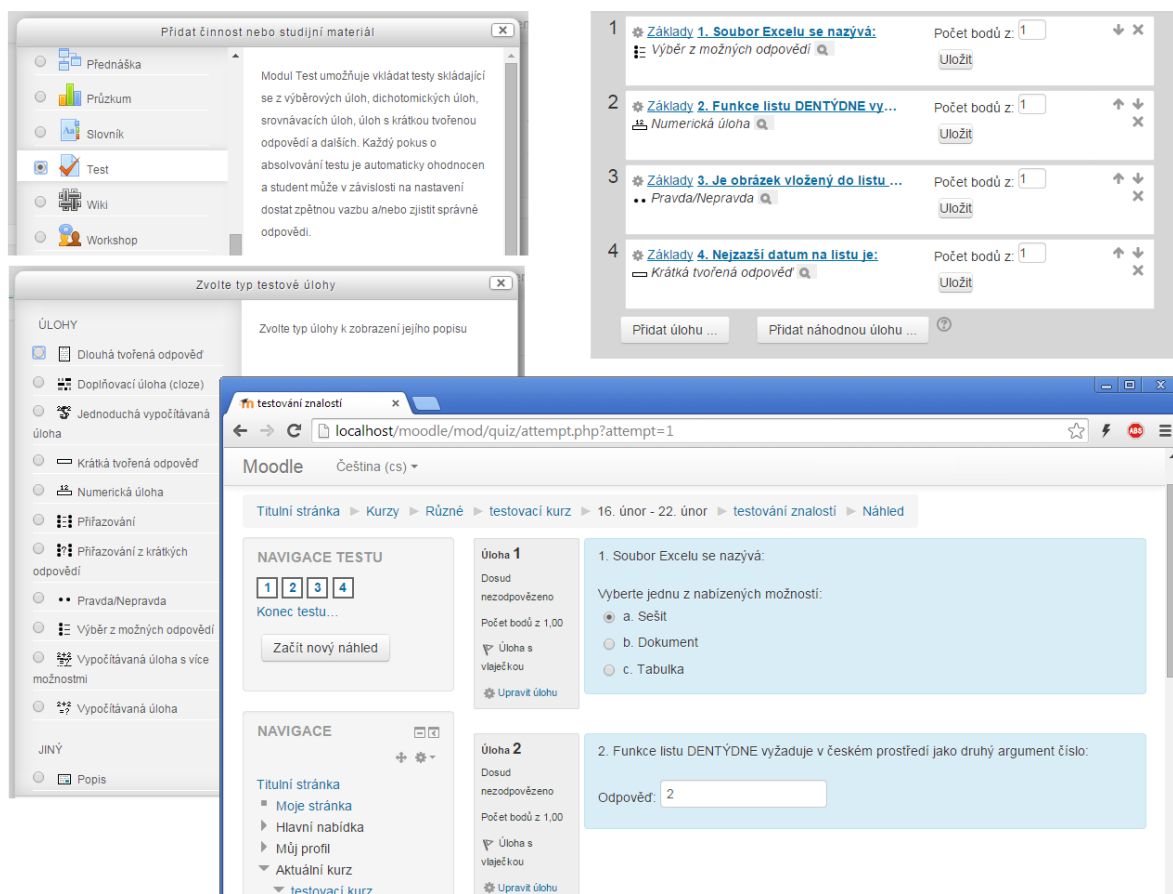 Přidat činnost nebo studijní materiál
Přednáška
Průzkum
Slovník
Test
Wiki
Workshop
Modul Test umožňuje vkládat testy skládající
se z výběrových úloh, dichotomických úloh,
srovnávacích úloh, úloh s krátkou tvořenou
odpovědí a dalších. Každý pokus o
absolvování testu je automaticky ohodnocen
a student může v závislosti na nastavení
dostat zpětnou vazbu a/nebo zjistit správné
odpovědi.
1 Základy 1. Soubor Excelu se nazývá: Počet bodů z: 1
Výběr z možných odpovědí
Uložit
2 Základy 2. Funkce listu DENTÝDNE vy... Počet bodů z: 1
Numerická úloha
Uložit
3 Základy 3. Je obrázek vložený do listu ... Počet bodů z: 1
Pravda/Nepravda
Uložit
4 Základy 4. Nejzazší datum na listu je: Počet bodů z: 1
Krátká tvořená odpověď
Uložit
Přidat úlohu ... Přidat náhodnou úlohu ...
Zvolte typ testové úlohy
ÚLOHY
Dlouhá tvořená odpověď
Doplňovací úloha (cloze)
Jednoduchá vypočítávaná
úloha
Krátká tvořená odpověď
Numerická úloha
Přiřazování
Přiřazování z krátkých
odpovědí
Pravda/Nepravda
Výběr z možných odpovědí
Vypočítávaná úloha s více
možnostmi
Vypočítávaná úloha
JINÝ
Popis
Zvolte typ úlohy k zobrazení jejího popisu
testování znalostí
localhost/moodle/mod/quiz/attempt.php?attempt=1
ABS
Moodle Čeština (cs)
Titulní stránka Kurzy Různé testovací kurz 16. únor - 22. únor testování znalostí Náhled
NAVIGACE TESTU
1 2 3 4
Konec testu...
Začít nový náhled
NAVIGACE
Titulní stránka
Moje stránka
Hlavní nabídka
Můj profil
Aktuální kurz
testovací kurz
Úloha 1
Dosud
nezodpovězeno
Počet bodů z 1,00
Úloha s
vlaječkou
Upravit úlohu
1. Soubor Excelu se nazývá:
Vyberte jednu z nabízených možností:
a. Sešit
b. Dokument
c. Tabulka
Úloha 2
Dosud
nezodpovězeno
Počet bodů z 1,00
Úloha s
vlaječkou
Upravit úlohu
2. Funkce listu DENTÝDNE vyžaduje v českém prostředí jako druhý argument číslo:
Odpověď: 2